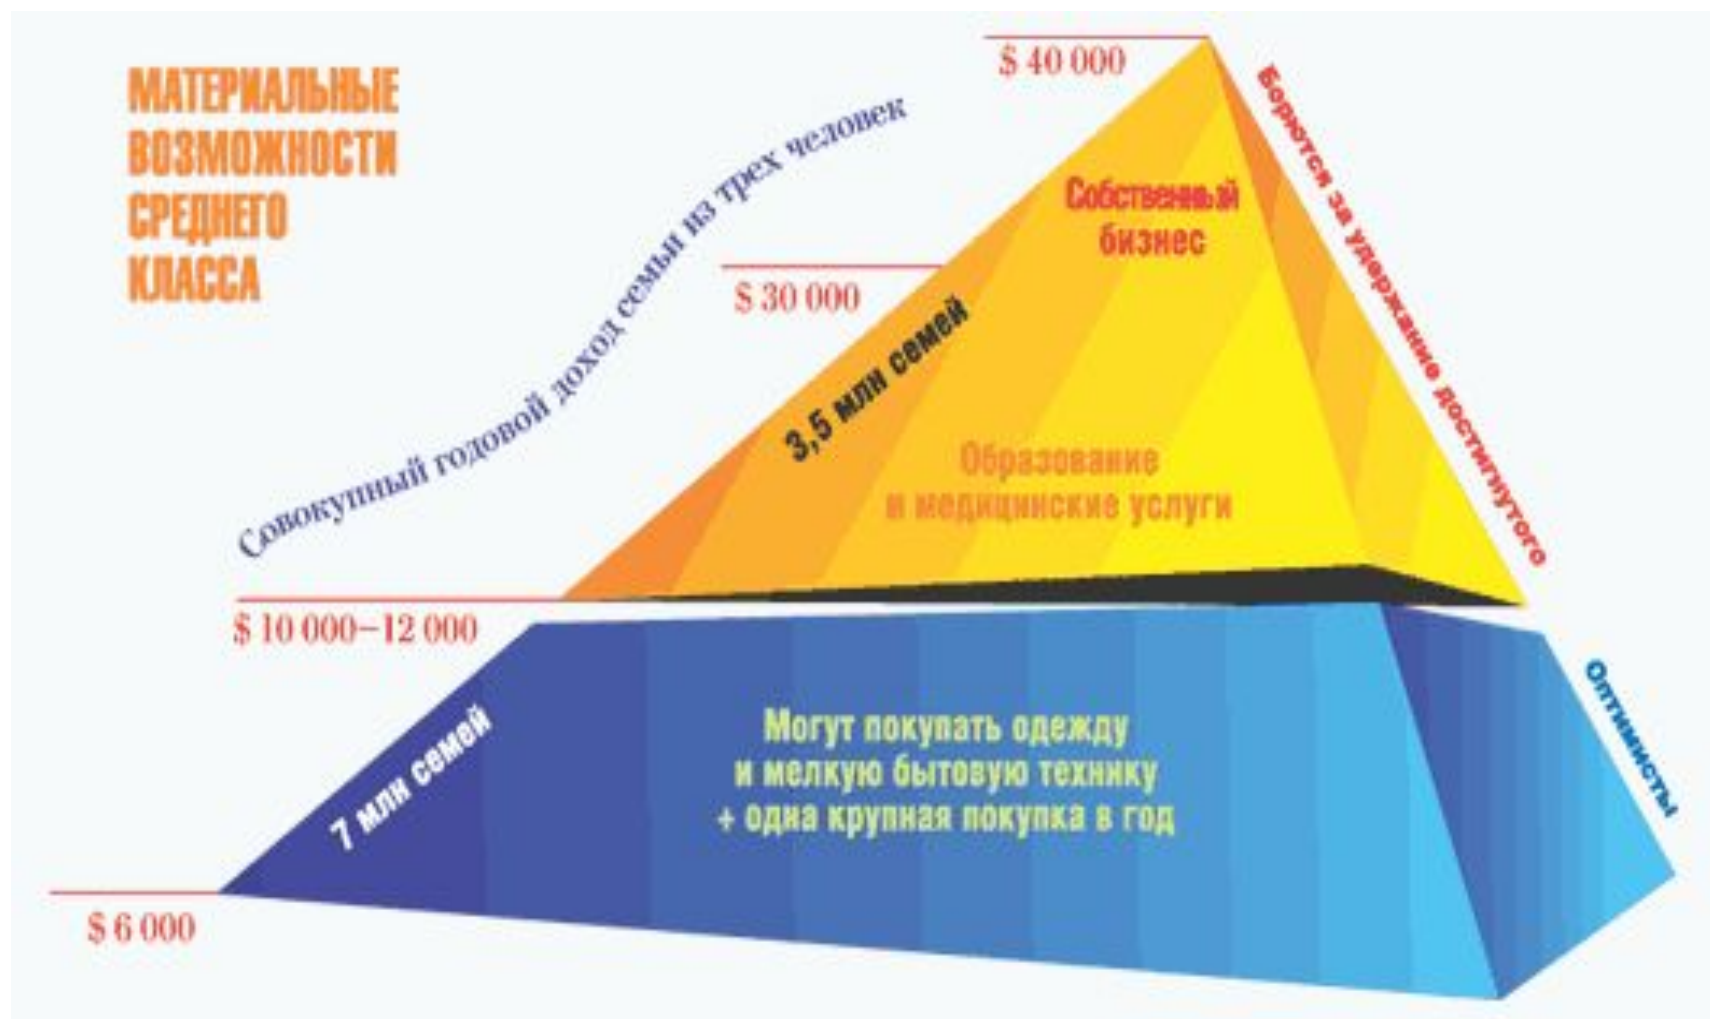 МАТЕРИАЛЬНЫЕ
ВОЗМОЖНОСТИ
СРЕДНЕГО
КЛАССА
Совокупный годовой доход семьи из трех человек
$ 40 000
$ 30 000
$ 10 000–12 000
$ 6 000
Собственный
бизнес
3,5 млн семей
Образование
и медицинские услуги
Борются за удержание достигнутого
7 млн семей
Могут покупать одежду
и мелкую бытовую технику
+ одна крупная покупка в год
Оптимисты